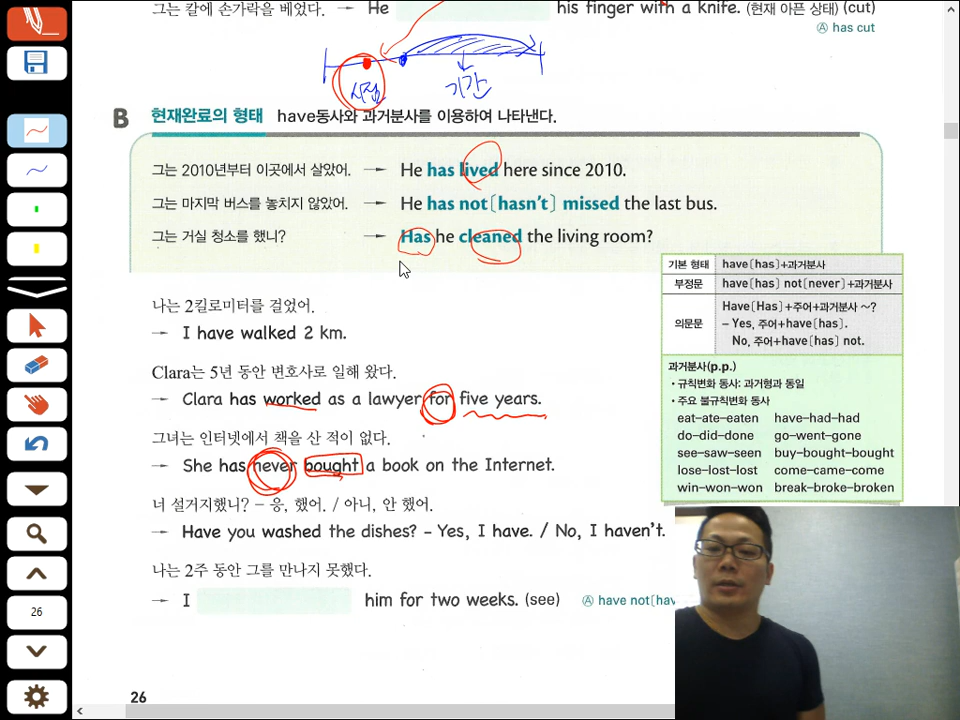 그는 칼에 손가락을 베었다. → He his finger with a knife. (현재 아픈 상태) (cut)
Ⓐ has cut
시점
기간
B 현재완료의 형태 have동사와 과거분사를 이용하여 나타낸다.
그는 2010년부터 이곳에서 살았어. → He has lived here since 2010.
그는 마지막 버스를 놓치지 않았어. → He has not[hasn't] missed the last bus.
그는 거실 청소를 했니? → Has he cleaned the living room?
기본 형태 have[has]+과거분사
부정문 have[has] not[never]+과거분사
의문문 Have(Has)+주어+과거분사 ~?
– Yes, 주어+have[has].
No, 주어+have[has] not.
과거분사(p.p.)
• 규칙변화 동사: 과거형과 동일
• 주요 불규칙변화 동사
eat–ate–eaten have–had–had
do–did–done go–went–gone
see–saw–seen buy–bought–bought
lose–lost–lost come–came–come
win–won–won break–broke–broken
나는 2킬로미터를 걸었어.
→ I have walked 2 km.
Clara는 5년 동안 변호사로 일해 왔다.
→ Clara has worked as a lawyer for five years.
그녀는 인터넷에서 책을 산 적이 없다.
→ She has never bought a book on the Internet.
너 설거지했니? – 응, 했어. / 아니, 안 했어.
→ Have you washed the dishes? – Yes, I have. / No, I haven't.
나는 2주 동안 그를 만나지 못했다.
→ I him for two weeks. (see) Ⓐ have not[hav
26
26